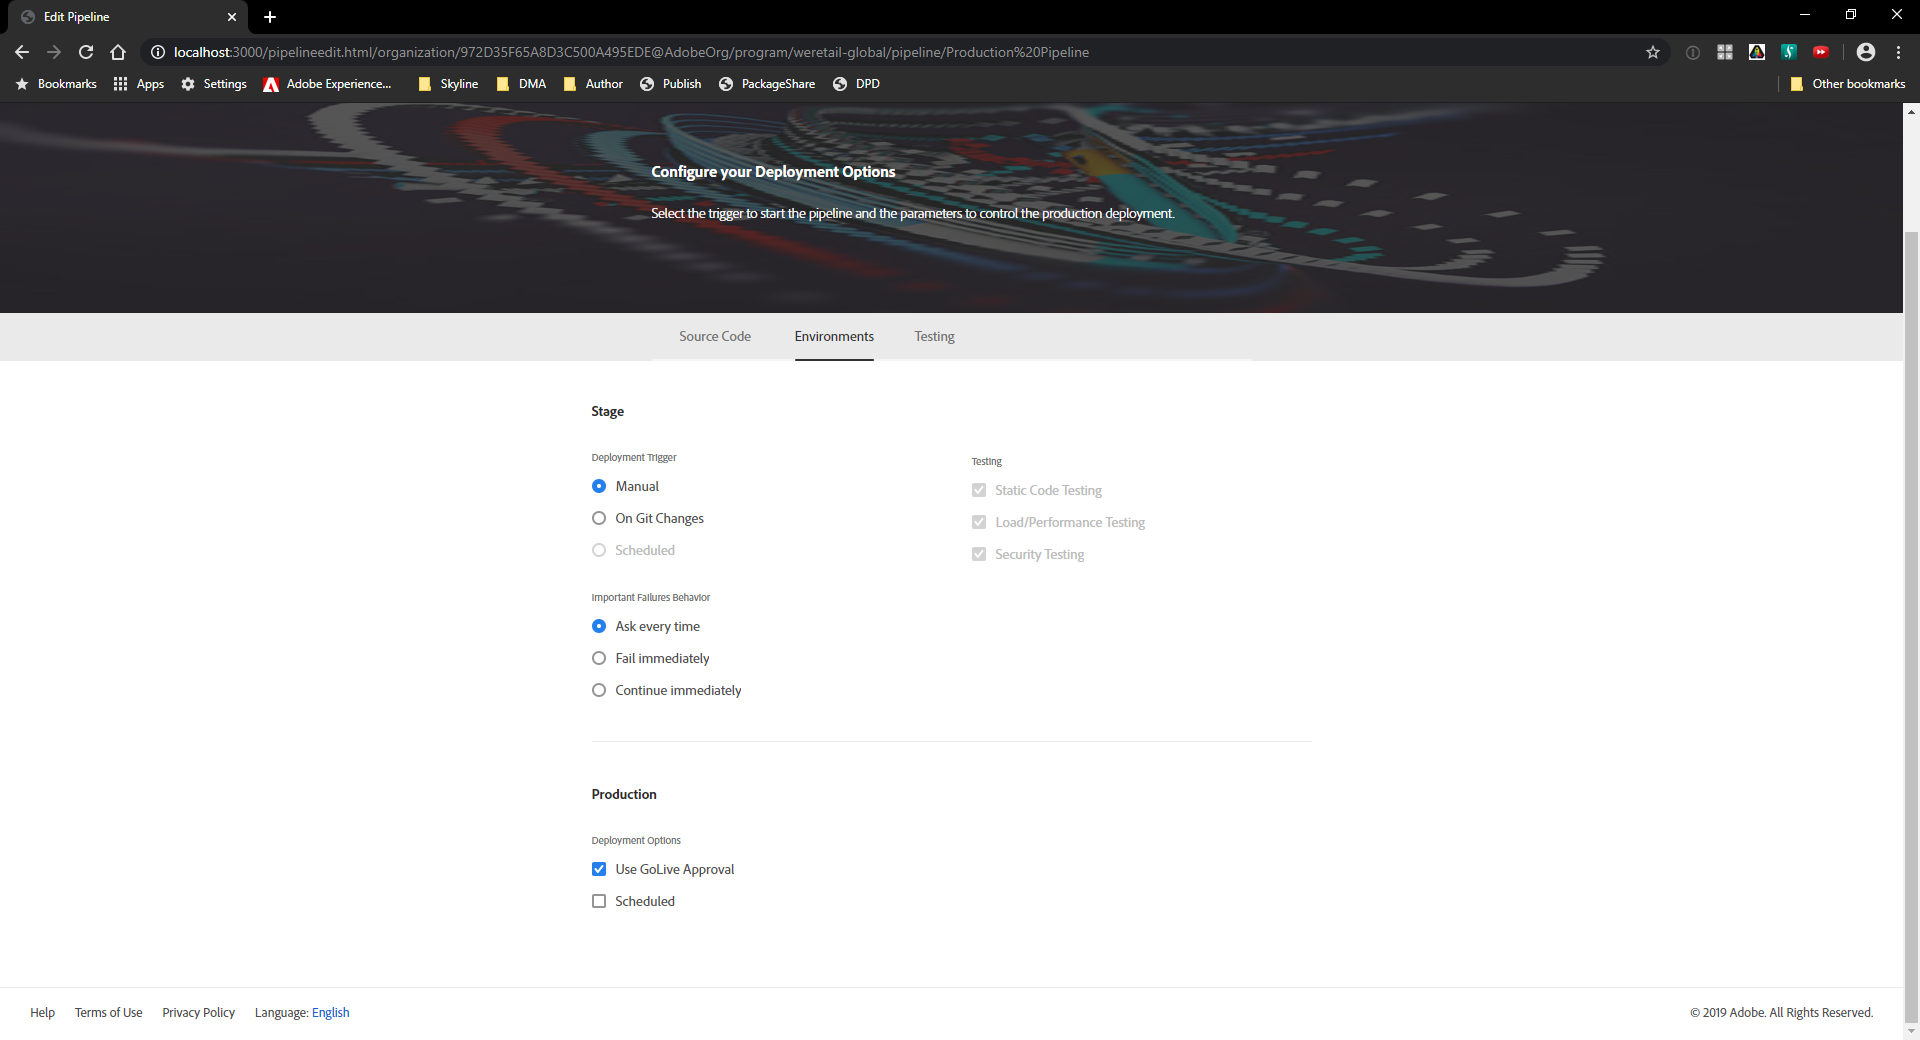 Edit Pipeline
localhost:3000/pipelineedit.html/organization/972D35F65A8D3C500A495EDE@AdobeOrg/program/weretail-global/pipeline/Production%20Pipeline
Bookmarks Apps Settings Adobe Experience... Skyline DMA Author Publish PackageShare DPD Other bookmarks
Configure your Deployment Options
Select the trigger to start the pipeline and the parameters to control the production deployment.
Source Code Environments Testing
Stage
Deployment Trigger
Manual
On Git Changes
Scheduled
Testing
Static Code Testing
Load/Performance Testing
Security Testing
Important Failures Behavior
Ask every time
Fail immediately
Continue immediately
Production
Deployment Options
Use GoLive Approval
Scheduled
Help Terms of Use Privacy Policy Language: English
© 2019 Adobe. All Rights Reserved.